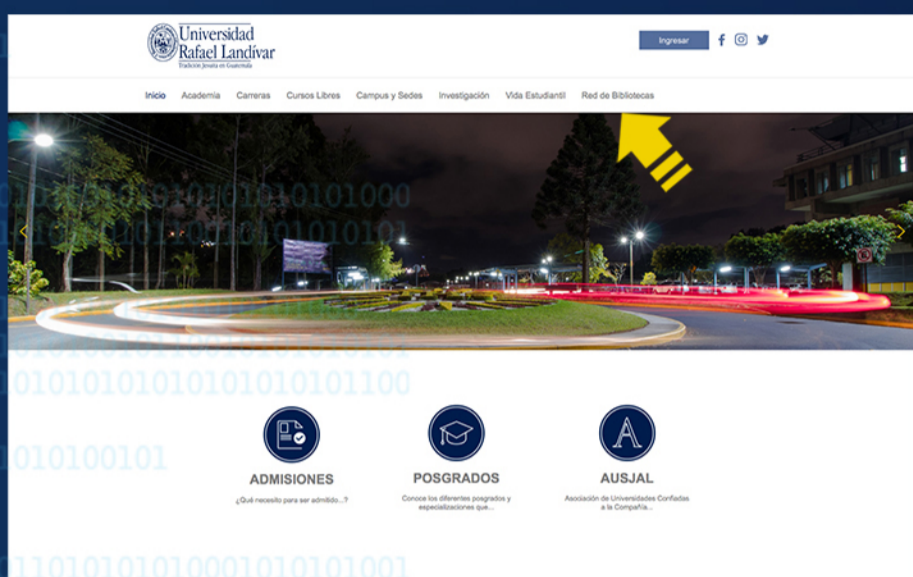 Universidad
Rafael Landívar
Tradición Jesuita en Guatemala
Ingresar
Inicio Academia Carreras Cursos Libres Campus y Sedes Investigación Vida Estudiantil Red de Bibliotecas
ADMISIONES
¿Qué necesito para ser admitido...?
POSGRADOS
Conoce los diferentes posgrados y
especializaciones que...
A
AUSJAL
Asociación de Universidades Confiadas
a la Compañía...
010100101